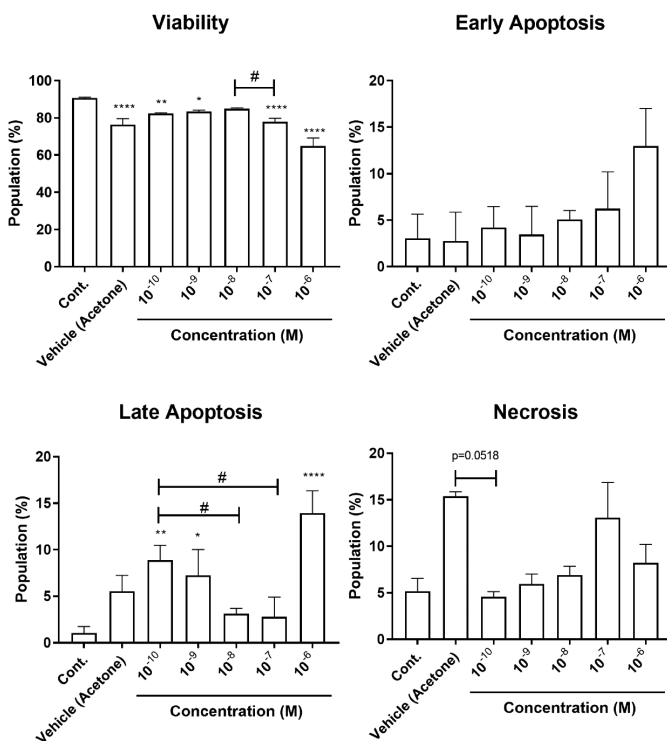 Viability
Population (%)
100
80
60
40
20
0
****
**
*
#
****
****
Cont.
Vehicle (Acetone)
10⁻¹⁰
10⁻⁹
10⁻⁸
10⁻⁷
10⁻⁶
Concentration (M)
Early Apoptosis
Population (%)
20
15
10
5
0
Cont.
Vehicle (Acetone)
10⁻¹⁰
10⁻⁹
10⁻⁸
10⁻⁷
10⁻⁶
Concentration (M)
Late Apoptosis
Population (%)
20
15
10
5
0
#
#
**
*
****
Cont.
Vehicle (Acetone)
10⁻¹⁰
10⁻⁹
10⁻⁸
10⁻⁷
10⁻⁶
Concentration (M)
Necrosis
Population (%)
20
15
10
5
0
p=0.0518
Cont.
Vehicle (Acetone)
10⁻¹⁰
10⁻⁹
10⁻⁸
10⁻⁷
10⁻⁶
Concentration (M)